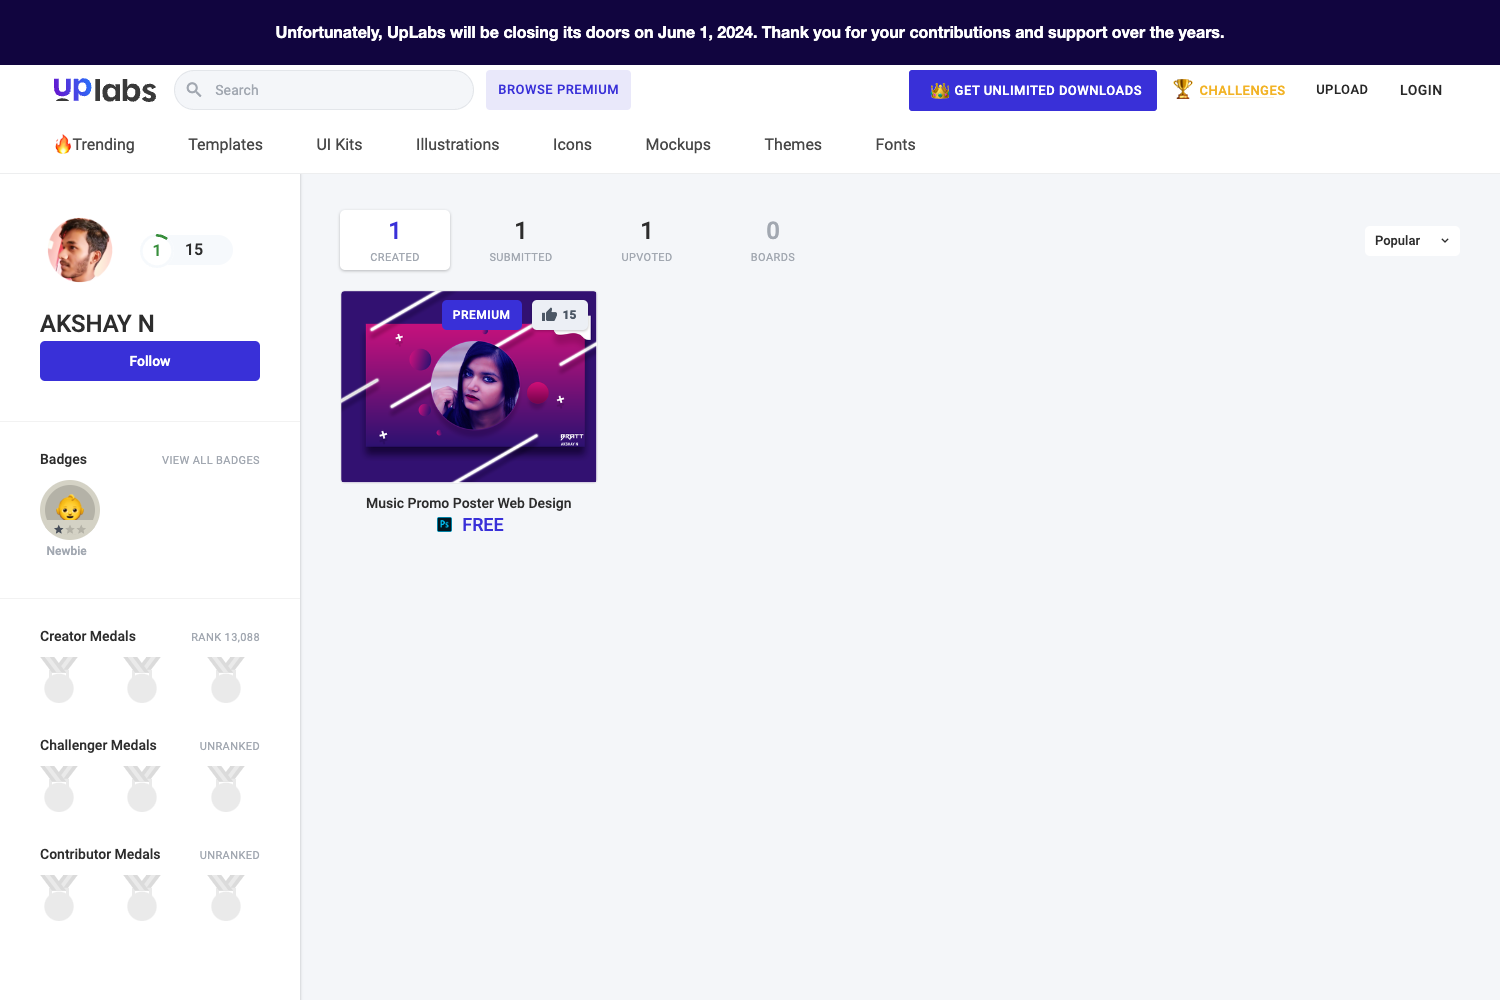 Unfortunately, UpLabs will be closing its doors on June 1, 2024. Thank you for your contributions and support over the years.
uplabs
Search
BROWSE PREMIUM
GET UNLIMITED DOWNLOADS
CHALLENGES
UPLOAD
LOGIN
Trending
Templates
UI Kits
Illustrations
Icons
Mockups
Themes
Fonts
1
15
AKSHAY N
Follow
Badges
VIEW ALL BADGES
Newbie
Creator Medals
RANK 13,088
Challenger Medals
UNRANKED
Contributor Medals
UNRANKED
1
CREATED
1
SUBMITTED
1
UPVOTED
0
BOARDS
Popular
PREMIUM
15
AKSHAY N
Music Promo Poster Web Design
Ps
FREE